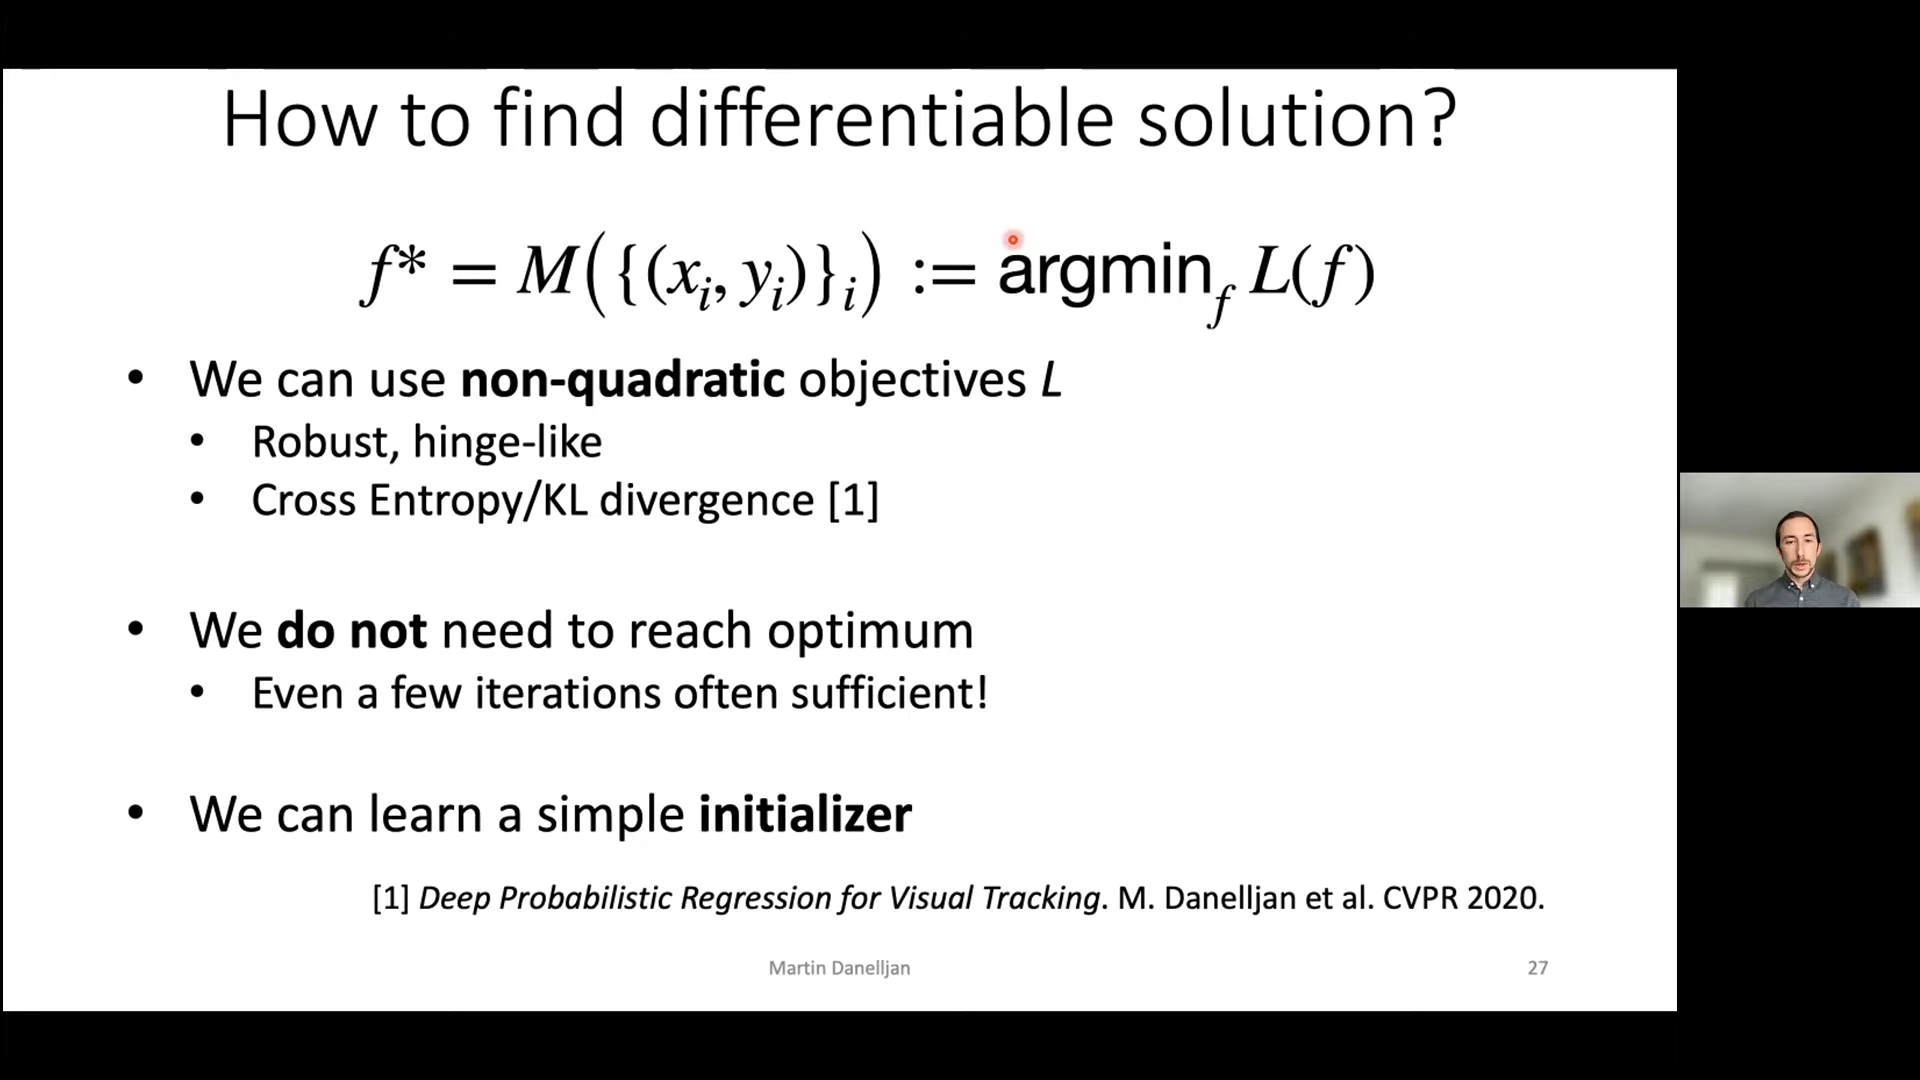 How to find differentiable solution?
f* = M({(xᵢ, yᵢ)}ᵢ) := argmin_f L(f)
• We can use non-quadratic objectives L
• Robust, hinge-like
• Cross Entropy/KL divergence [1]
• We do not need to reach optimum
• Even a few iterations often sufficient!
• We can learn a simple initializer
[1] Deep Probabilistic Regression for Visual Tracking. M. Danelljan et al. CVPR 2020.
Martin Danelljan
27